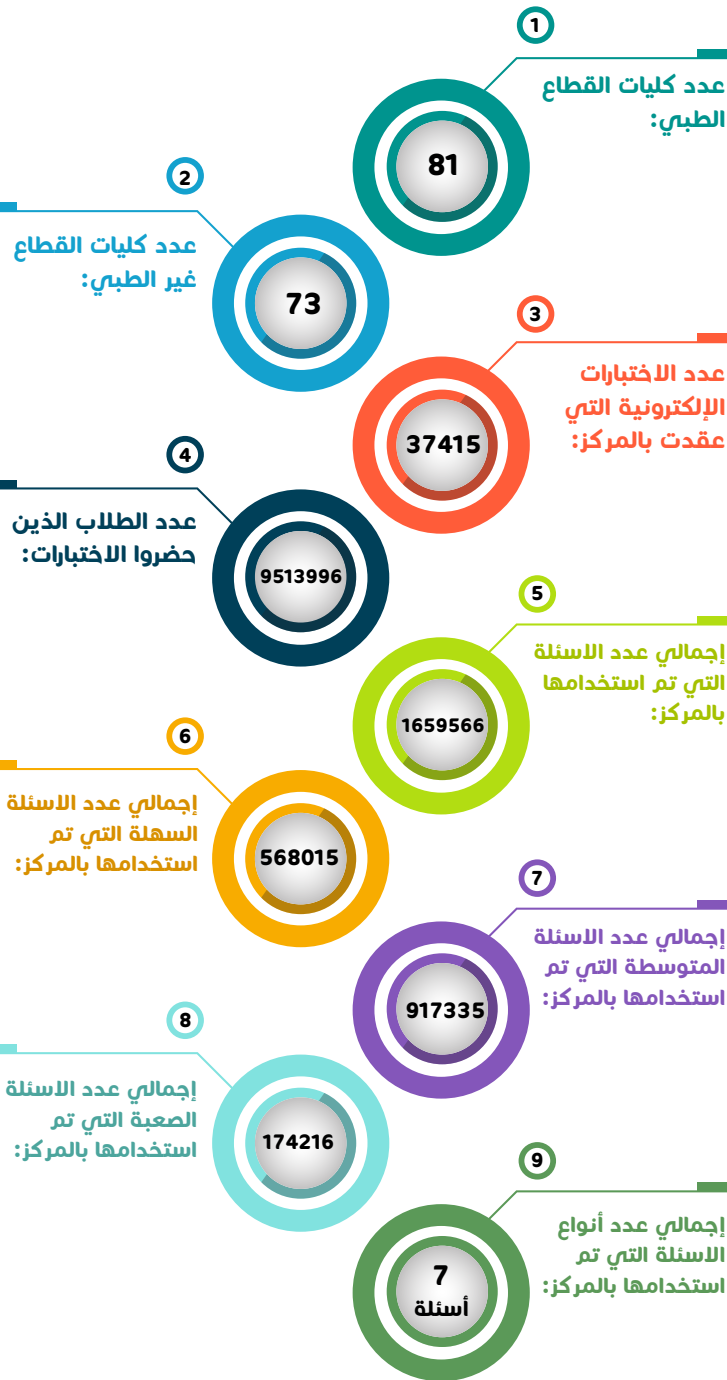 1
عدد كليات القطاع
الطبي:
81
2
عدد كليات القطاع
غير الطبي:
73
3
عدد الاختبارات
الإلكترونية التي
عقدت بالمركز:
37415
4
عدد الطلاب الذين
حضروا الاختبارات:
9513996
5
إجمالي عدد الاسئلة
التي تم استخدامها
بالمركز:
1659566
6
إجمالي عدد الاسئلة
السهلة التي تم
استخدامها بالمركز:
568015
7
إجمالي عدد الاسئلة
المتوسطة التي تم
استخدامها بالمركز:
917335
8
إجمالي عدد الاسئلة
الصعبة التي تم
استخدامها بالمركز:
174216
9
إجمالي عدد أنواع
الاسئلة التي تم
استخدامها بالمركز:
7
أسئلة